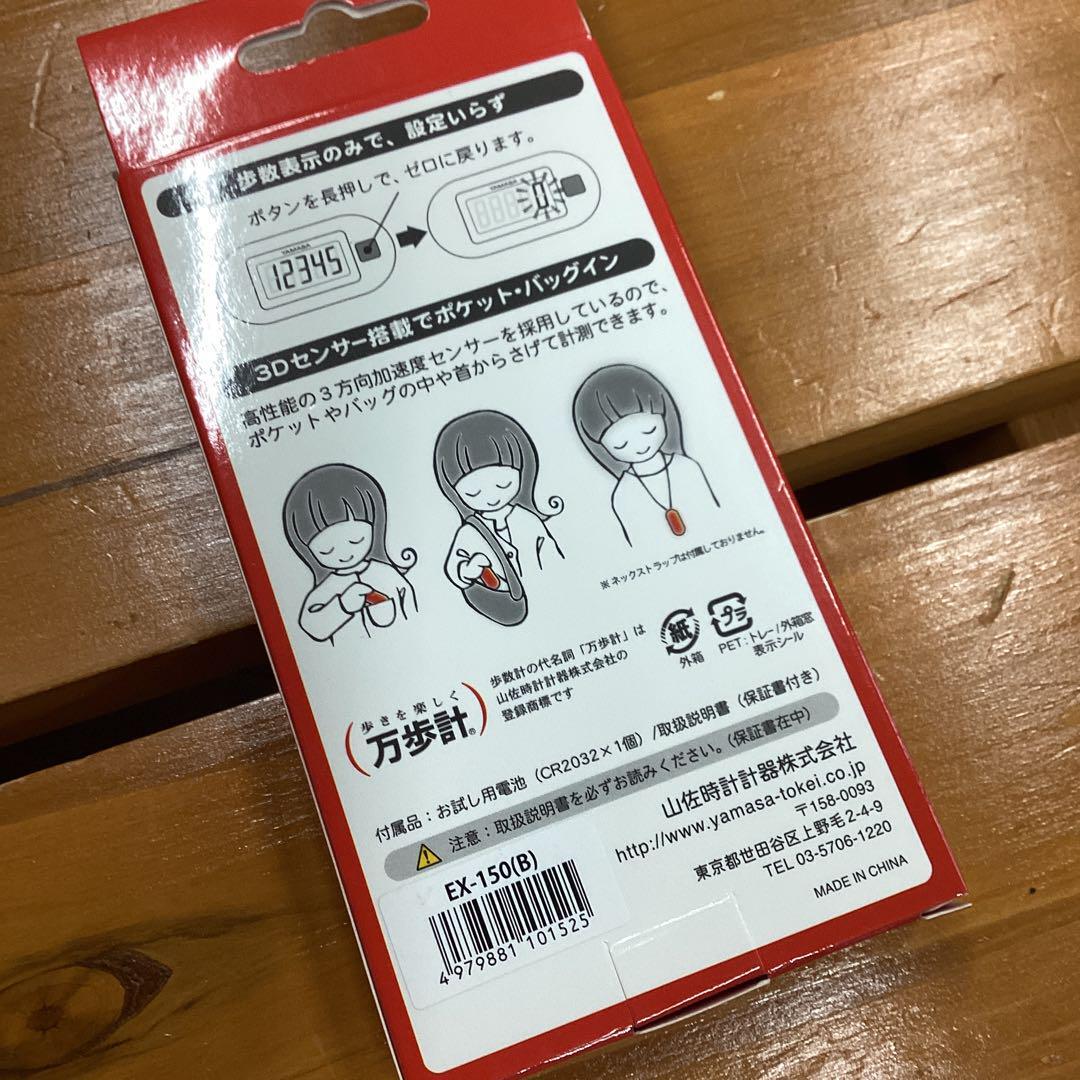 歩数表示のみで、設定いらず
ボタンを長押しで、ゼロに戻ります。
YAMASA
12345
YAMASA
0
3Dセンサー搭載でポケット・バッグイン
高性能の3方向加速度センサーを採用しているので、
ポケットやバッグの中や首からさげて計測できます。
※ネックストラップは付属しておりません。
歩きを楽しく
万歩計®
歩数計の代名詞「万歩計」は
山佐時計計器株式会社の
登録商標です
紙
外箱
プラ
PET:トレー/外箱窓
表示シール
付属品:お試し用電池(CR2032×1個)/取扱説明書(保証書付き)
注意:取扱説明書を必ずお読みください。(保証書在中)
山佐時計計器株式会社
http://www.yamasa-tokei.co.jp
〒158-0093
東京都世田谷区上野毛2-4-9
TEL 03-5706-1220
MADE IN CHINA
EX-150(B)
4 979881 101525